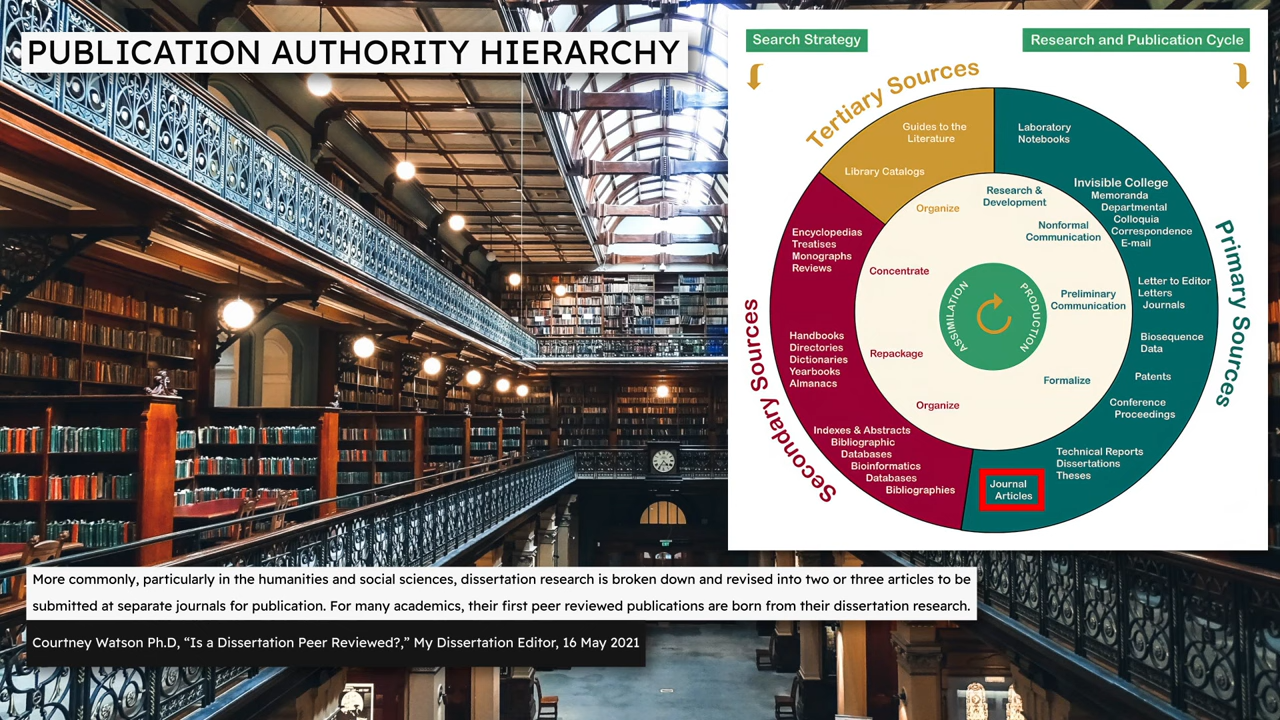 PUBLICATION AUTHORITY HIERARCHY
Search Strategy
Research and Publication Cycle
Tertiary Sources
Guides to the
Literature
Library Catalogs
Organize
Laboratory
Notebooks
Research &
Development
Invisible College
Memoranda
Departmental
Colloquia
Correspondence
E-mail
Nonformal
Communication
Primary Sources
Letter to Editor
Letters
Journals
Preliminary
Communication
Biosequence
Data
Patents
Conference
Proceedings
Formalize
Technical Reports
Dissertations
Theses
Journal
Articles
Secondary Sources
Encyclopedias
Treatises
Monographs
Reviews
Concentrate
Handbooks
Directories
Dictionaries
Yearbooks
Almanacs
Repackage
Organize
Indexes & Abstracts
Bibliographic
Databases
Bioinformatics
Databases
Bibliographies
ASSIMILATION
PRODUCTION
More commonly, particularly in the humanities and social sciences, dissertation research is broken down and revised into two or three articles to be
submitted at separate journals for publication. For many academics, their first peer reviewed publications are born from their dissertation research.
Courtney Watson Ph.D, “Is a Dissertation Peer Reviewed?,” My Dissertation Editor, 16 May 2021